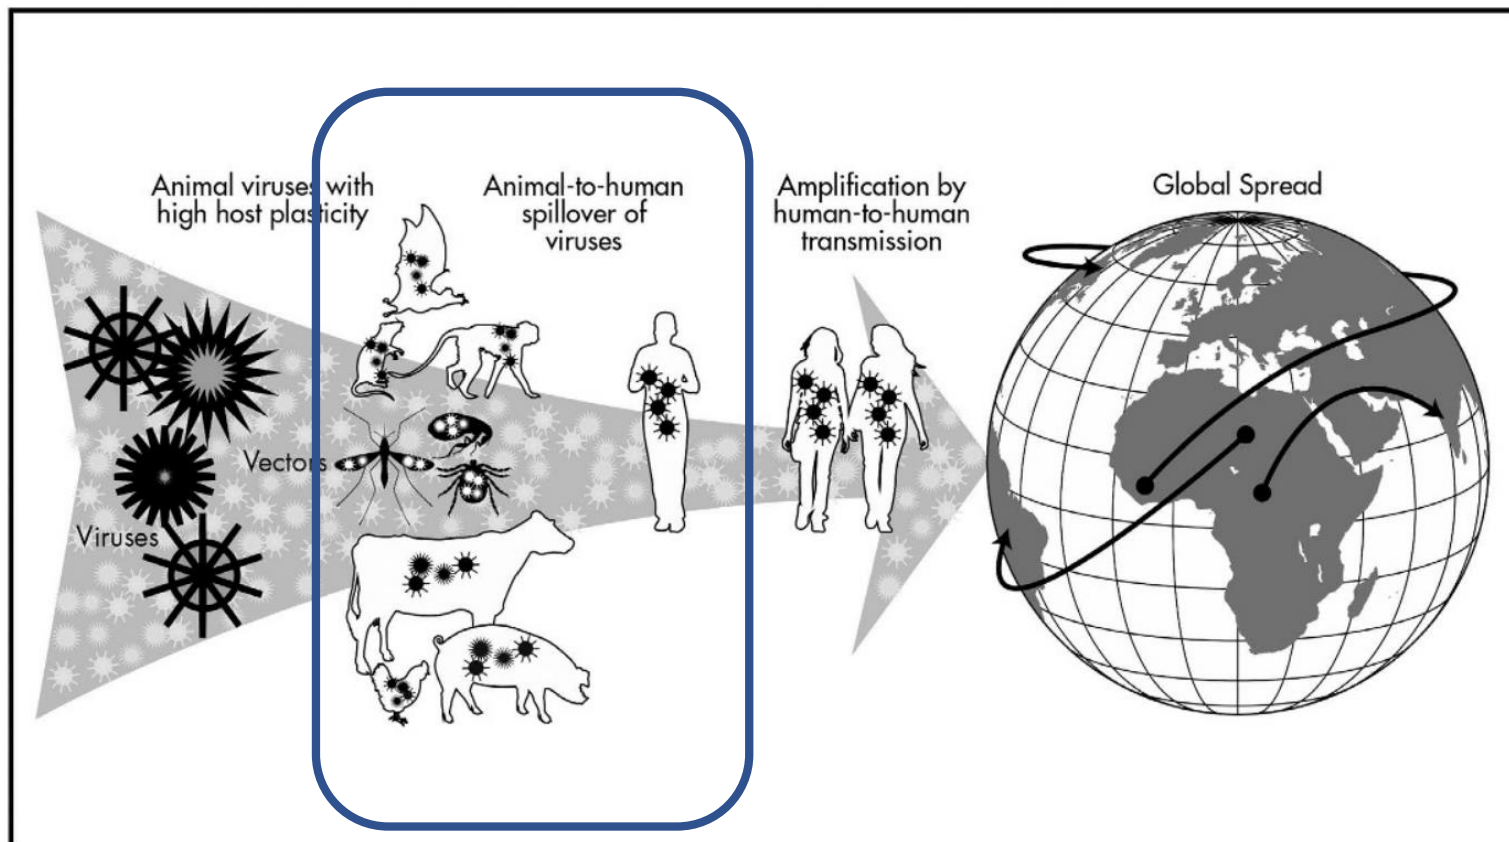 Animal viruses with
high host plasticity
Animal-to-human
spillover of
viruses
Amplification by
human-to-human
transmission
Global Spread
Vectors
Viruses